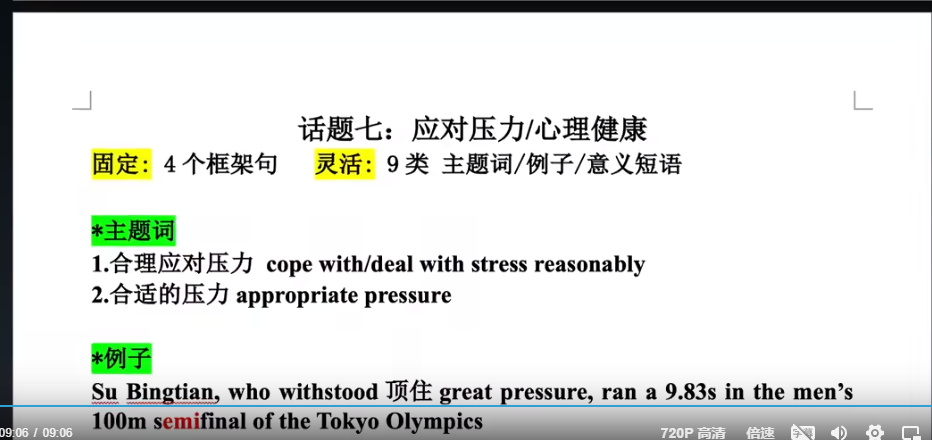 话题七：应对压力/心理健康
固定：4个框架句 灵活：9类 主题词/例子/意义短语
*主题词
1.合理应对压力 cope with/deal with stress reasonably
2.合适的压力 appropriate pressure
*例子
Su Bingtian, who withstood 顶住 great pressure, ran a 9.83s in the men’s
100m semifinal of the Tokyo Olympics
09:06 / 09:06 720P 高清 倍速 字幕